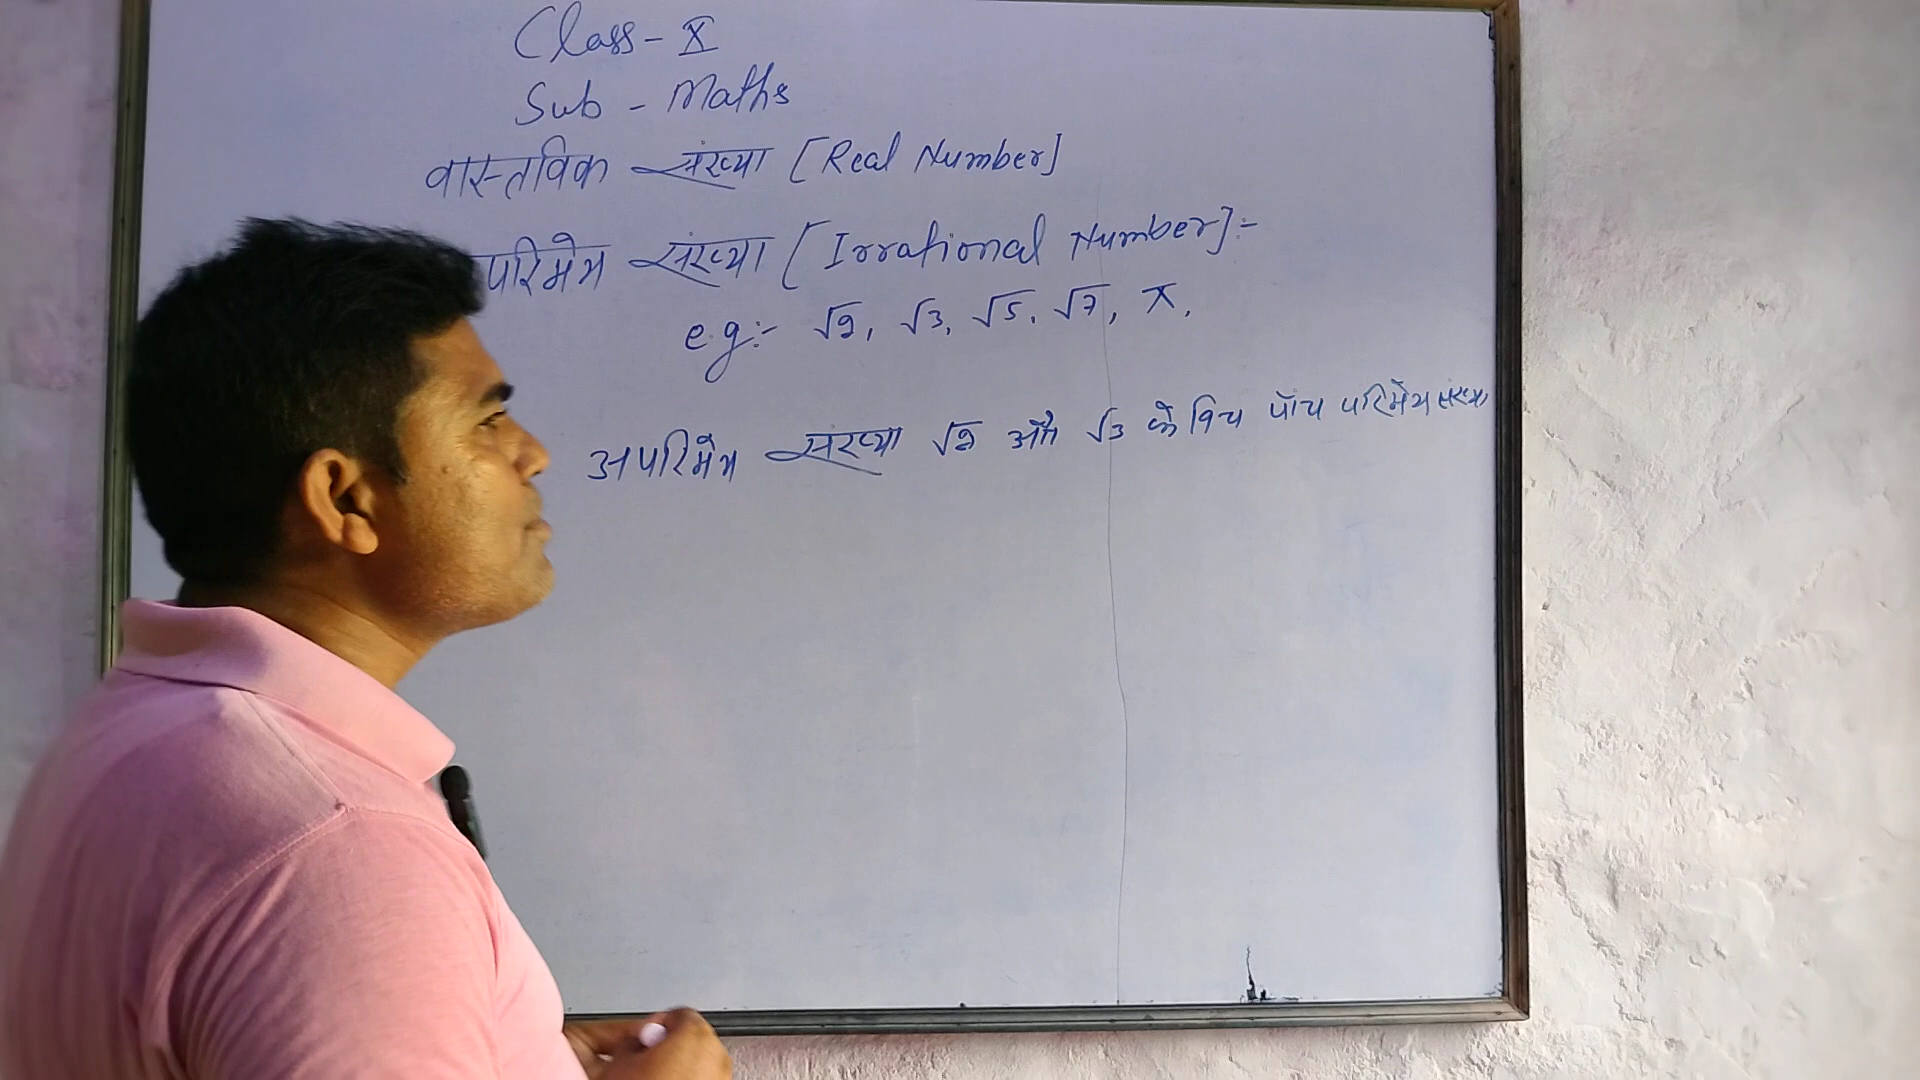 Class - X
Sub - Maths
वास्तविक संख्या [Real Number]
परिमेय संख्या [Irrational Number]:-
e.g:- √2, √3, √5, √7, π,
अपरिमेय संख्या √2 और √3 के बिच पाँच परिमेय संख्या